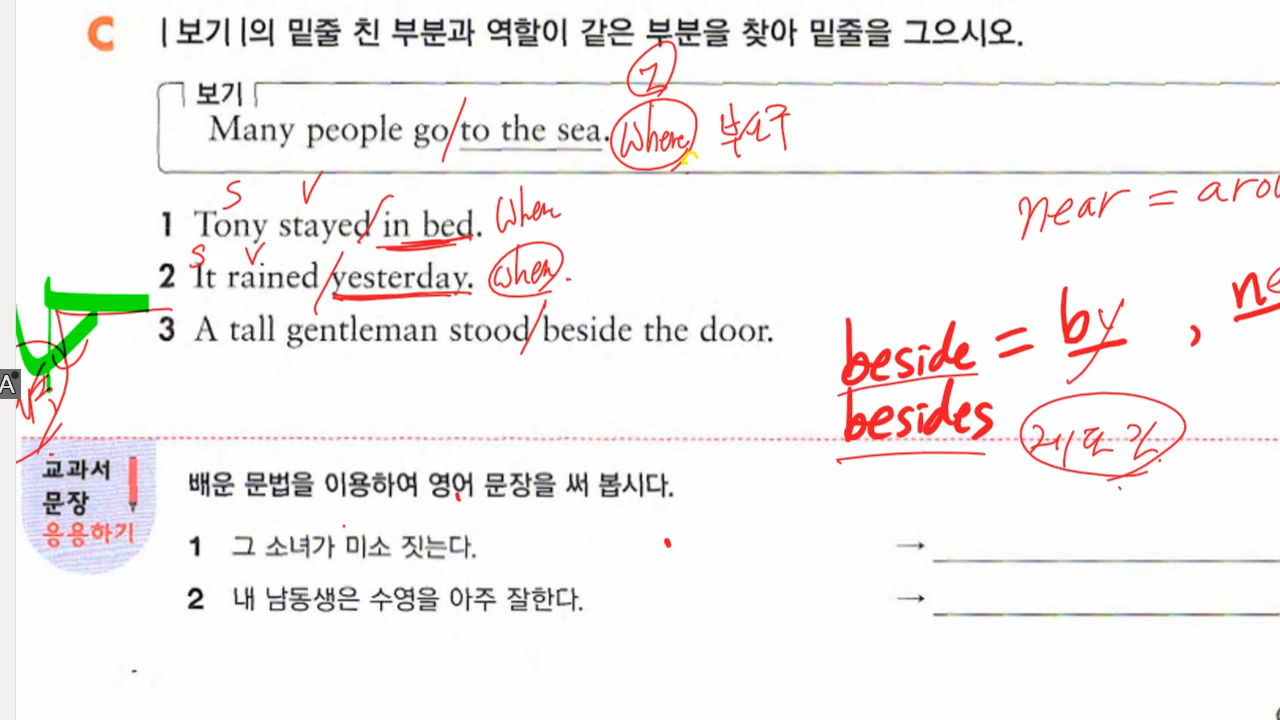 C |보기|의 밑줄 친 부분과 역할이 같은 부분을 찾아 밑줄을 그으시오.
보기
Many people go/to the sea. Where 부사구
S V
1 Tony stayed/in bed. When
S V
2 It rained/yesterday. when.
3 A tall gentleman stood/beside the door.
near = arou
beside = by, ne
besides 게다가
A
교과서
문장
응용하기
배운 문법을 이용하여 영어 문장을 써 봅시다.
1 그 소녀가 미소 짓는다. →
2 내 남동생은 수영을 아주 잘한다. →